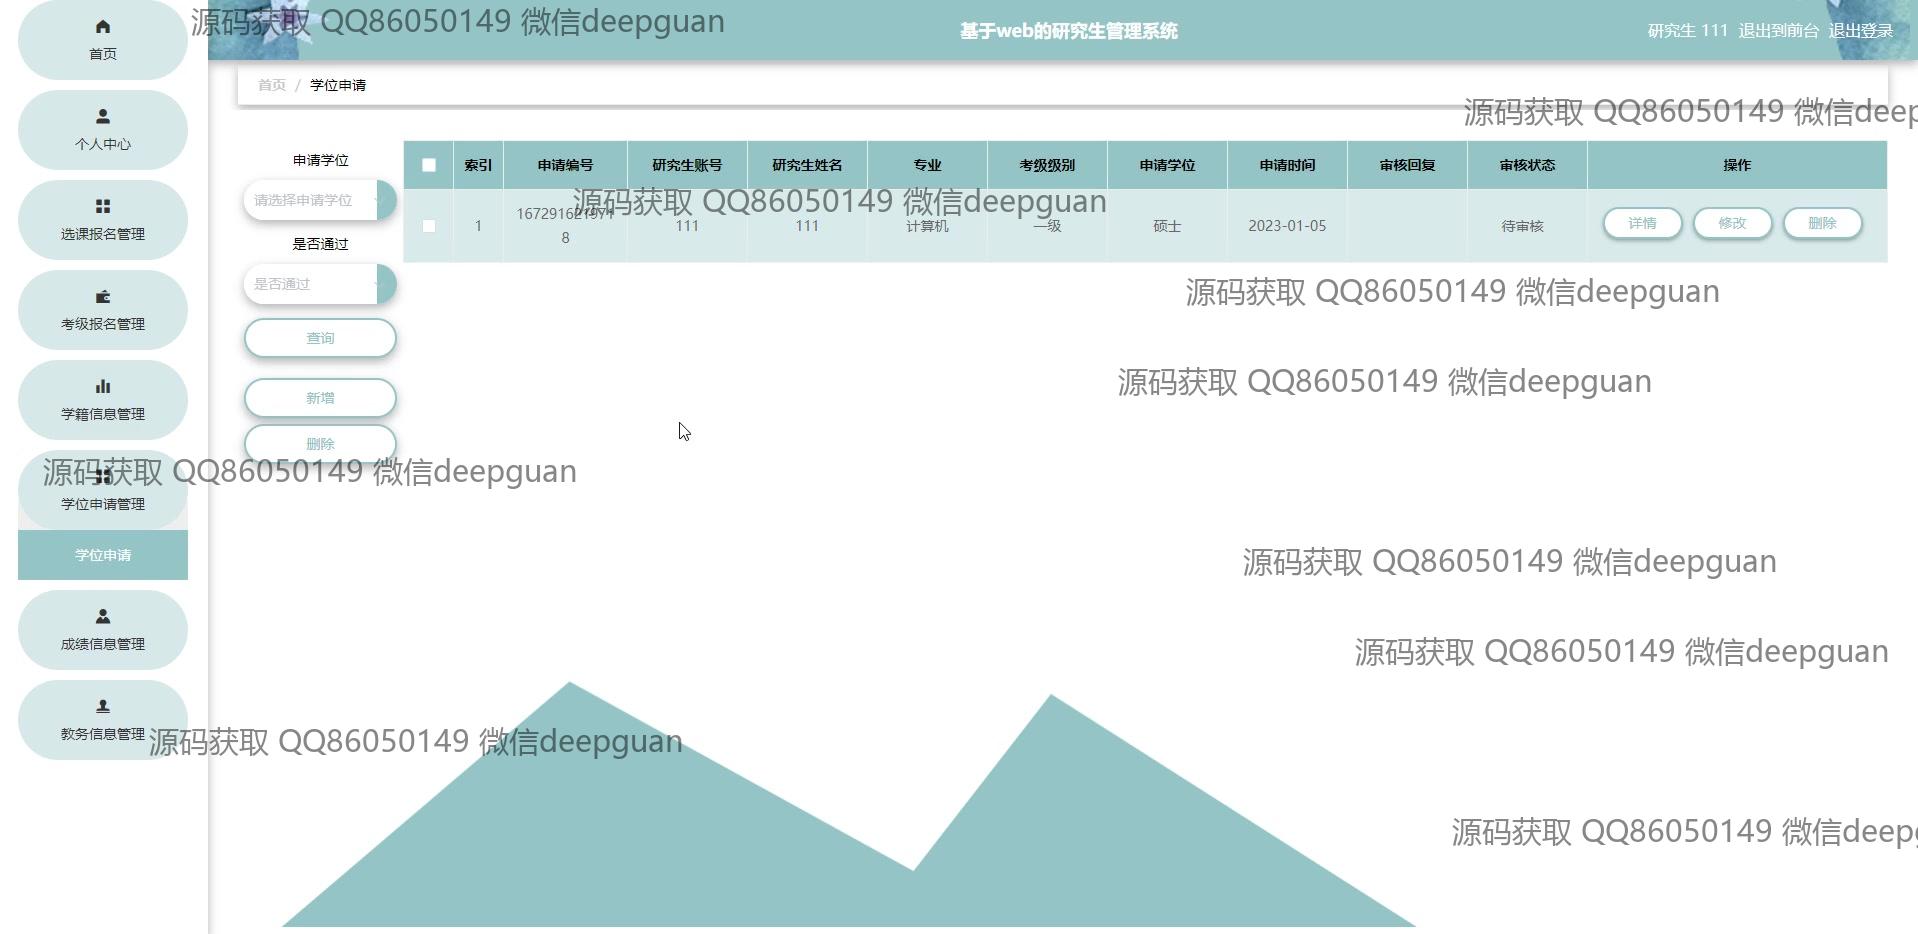 首页
个人中心
选课报名管理
考级报名管理
学籍信息管理
学位申请管理
学位申请
成绩信息管理
教务信息管理
基于web的研究生管理系统
研究生 111 退出到前台 退出登录
首页 / 学位申请
申请学位
请选择申请学位
是否通过
是否通过
查询
新增
删除
索引 申请编号 研究生账号 研究生姓名 专业 考级级别 申请学位 申请时间 审核回复 审核状态 操作
1 1672916219718 111 111 计算机 一级 硕士 2023-01-05 待审核 详情 修改 删除
源码获取 QQ86050149 微信deepguan
源码获取 QQ86050149 微信deep
源码获取 QQ86050149 微信deepguan
源码获取 QQ86050149 微信deepguan
源码获取 QQ86050149 微信deepguan
源码获取 QQ86050149 微信deepguan
源码获取 QQ86050149 微信deepguan
源码获取 QQ86050149 微信deepguan
源码获取 QQ86050149 微信deepguan
源码获取 QQ86050149 微信deep